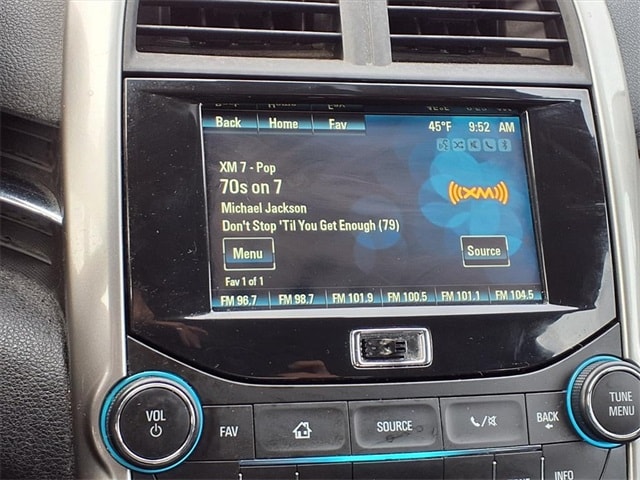 Back Home Fav 45°F 9:52 AM
XM 7 - Pop
70s on 7
((XM))
Michael Jackson
Don't Stop 'Til You Get Enough (79)
Menu Source
Fav 1 of 1
FM 96.7 FM 98.7 FM 101.9 FM 100.5 FM 101.1 FM 104.5
VOL FAV SOURCE BACK TUNE
MENU
INFO